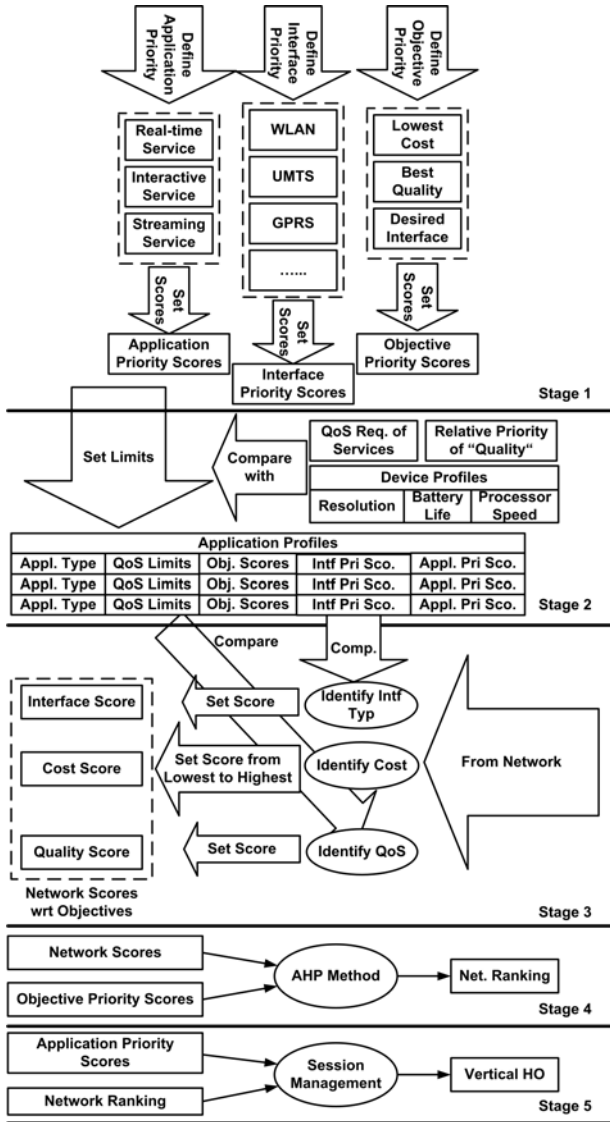 Define
Application
Priority
Define
Interface
Priority
Define
Objective
Priority
Real-time
Service
Interactive
Service
Streaming
Service
WLAN
UMTS
GPRS
......
Lowest
Cost
Best
Quality
Desired
Interface
Set
Scores
Set
Scores
Set
Scores
Application
Priority Scores
Interface
Priority Scores
Objective
Priority Scores
Stage 1
Set Limits
Compare
with
QoS Req. of
Services
Relative Priority
of “Quality“
Device Profiles
Resolution
Battery
Life
Processor
Speed
Application Profiles
Appl. Type QoS Limits Obj. Scores Intf Pri Sco. Appl. Pri Sco.
Appl. Type QoS Limits Obj. Scores Intf Pri Sco. Appl. Pri Sco.
Appl. Type QoS Limits Obj. Scores Intf Pri Sco. Appl. Pri Sco.
Stage 2
Compare
Comp.
Interface Score
Set Score
Identify Intf
Typ
Cost Score
Set Score from
Lowest to Highest
Identify Cost
From Network
Quality Score
Set Score
Identify QoS
Network Scores
wrt Objectives
Stage 3
Network Scores
Objective Priority Scores
AHP Method
Net. Ranking
Stage 4
Application Priority
Scores
Network Ranking
Session
Management
Vertical HO
Stage 5